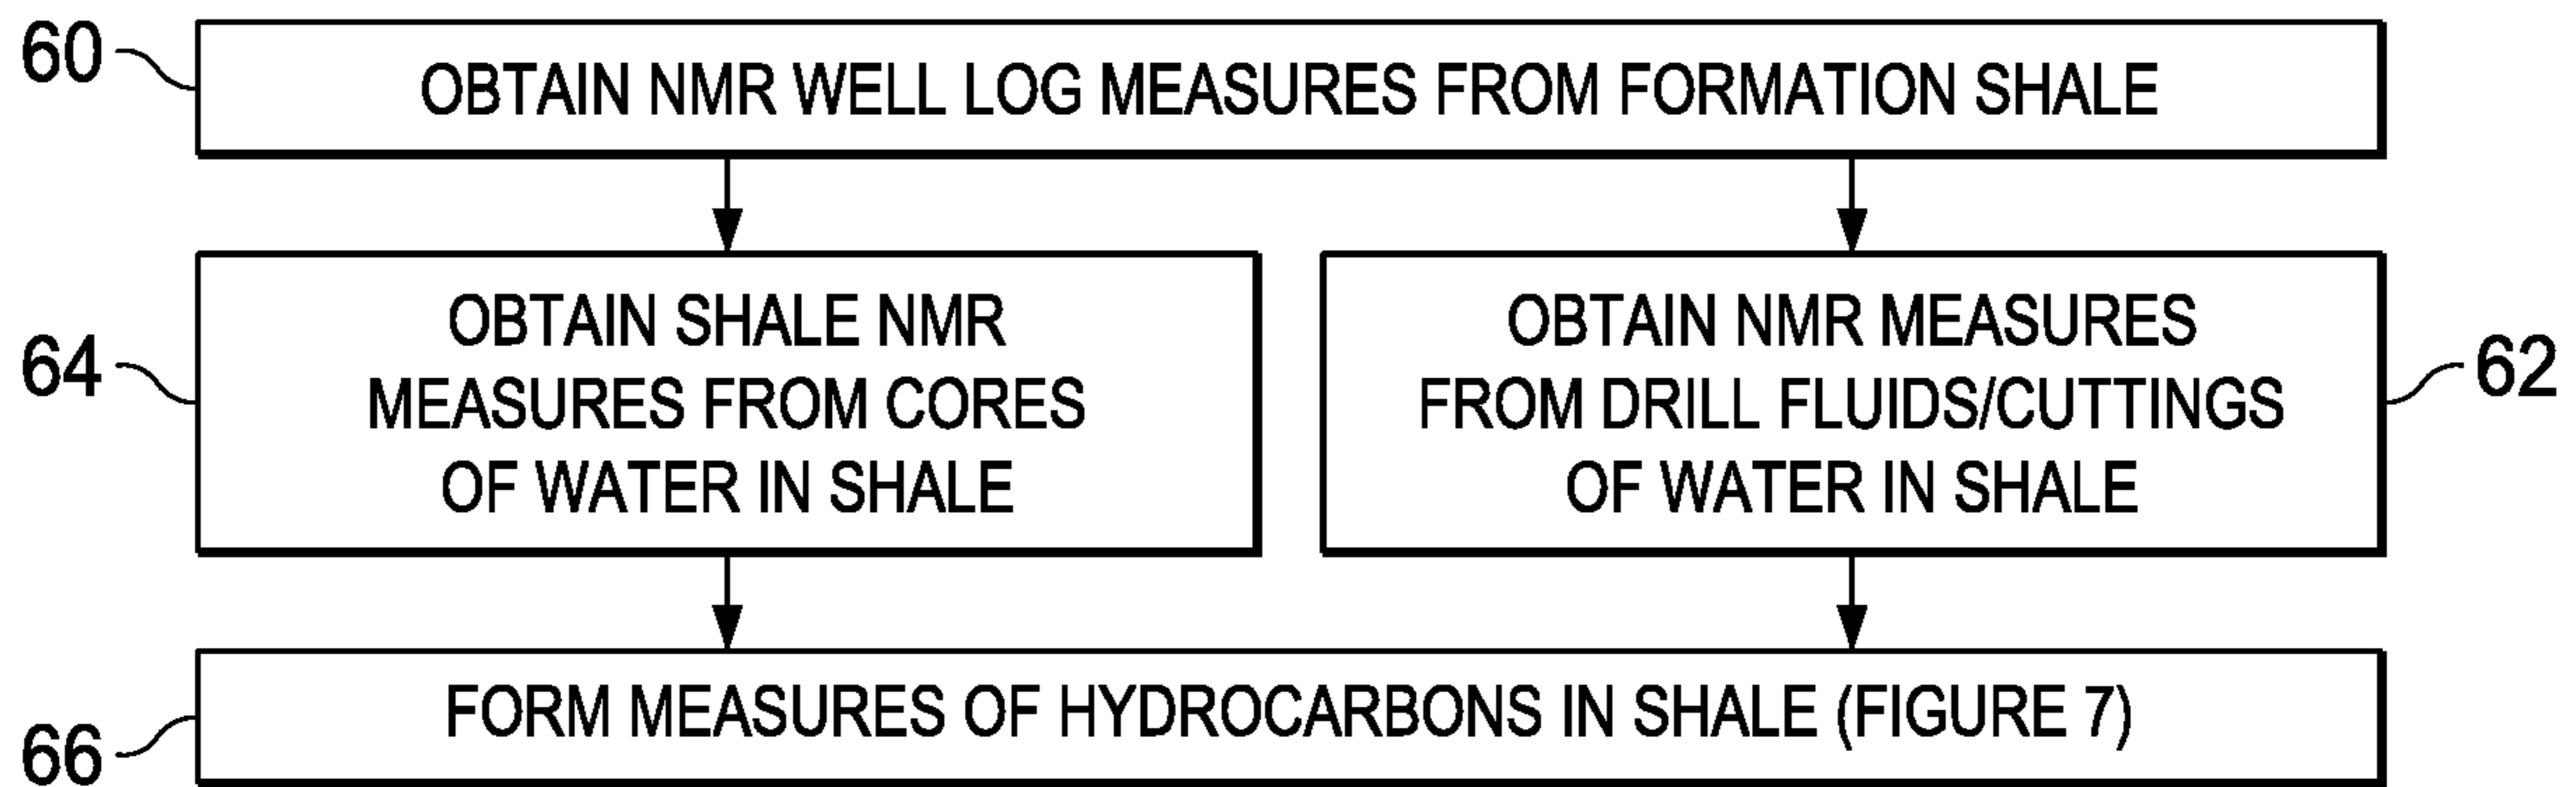 60
OBTAIN NMR WELL LOG MEASURES FROM FORMATION SHALE
64
OBTAIN SHALE NMR
MEASURES FROM CORES
OF WATER IN SHALE
OBTAIN NMR MEASURES
FROM DRILL FLUIDS/CUTTINGS
OF WATER IN SHALE
62
66
FORM MEASURES OF HYDROCARBONS IN SHALE (FIGURE 7)